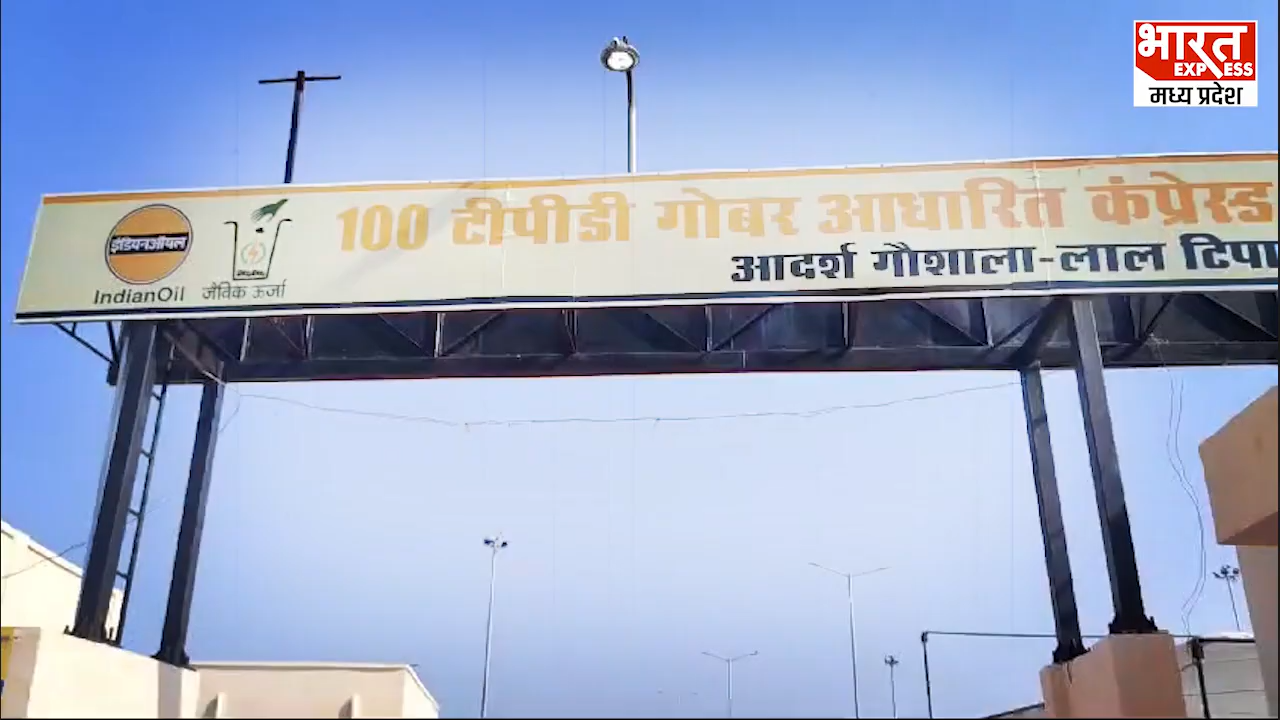 भारत
EXPRESS
मध्य प्रदेश
100 टीपीडी गोबर आधारित कंप्रेस्ड
आदर्श गौशाला-लाल टिपा
इंडियनऑयल
IndianOil
जैविक ऊर्जा